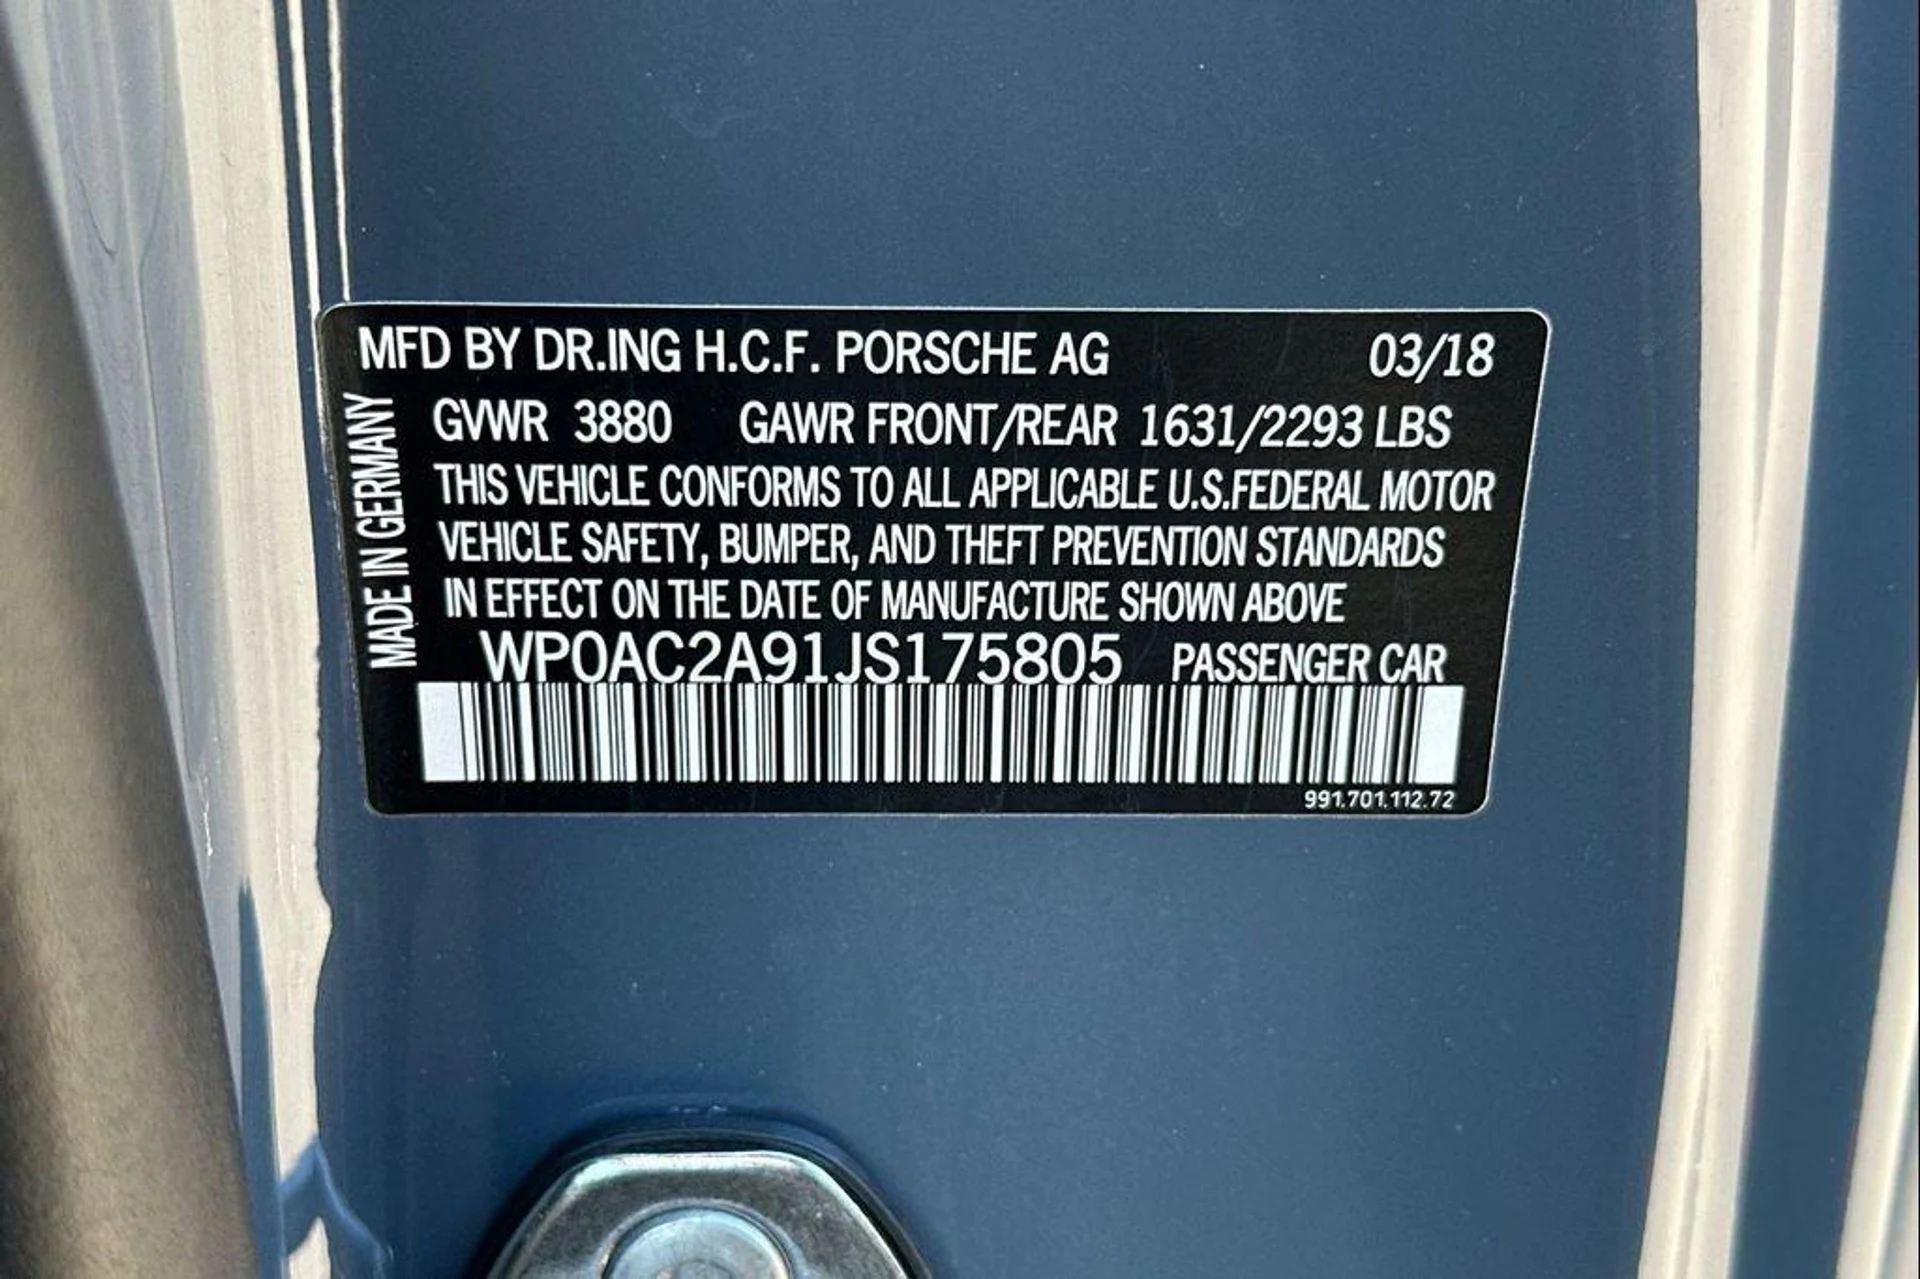 MFD BY DR.ING H.C.F. PORSCHE AG 03/18
MADE IN GERMANY
GVWR 3880 GAWR FRONT/REAR 1631/2293 LBS
THIS VEHICLE CONFORMS TO ALL APPLICABLE U.S.FEDERAL MOTOR
VEHICLE SAFETY, BUMPER, AND THEFT PREVENTION STANDARDS
IN EFFECT ON THE DATE OF MANUFACTURE SHOWN ABOVE
WP0AC2A91JS175805 PASSENGER CAR
991.701.112.72